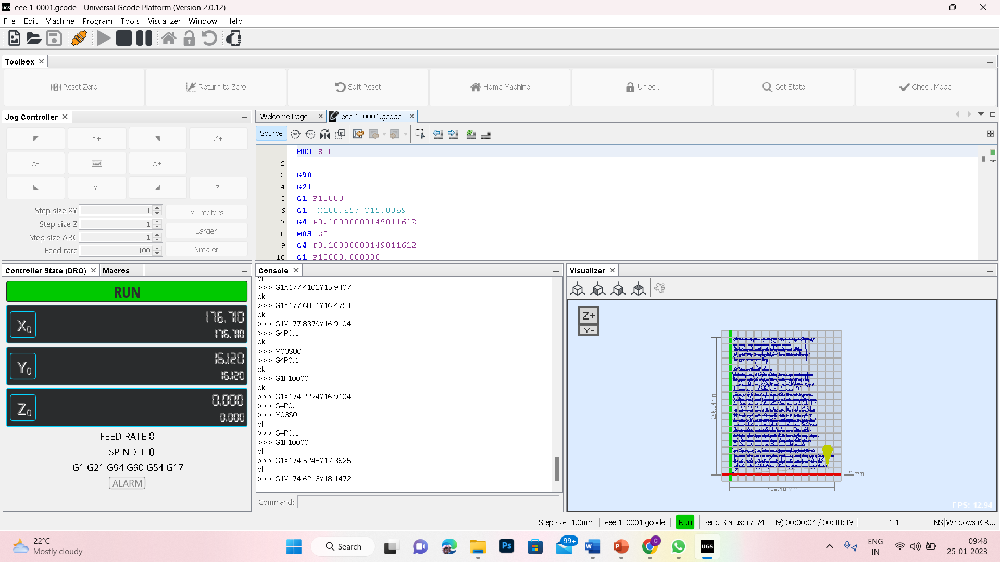 UGS eee 1_0001.gcode - Universal Gcode Platform (Version 2.0.12)
File Edit Machine Program Tools Visualizer Window Help
Toolbox
Reset Zero Return to Zero Soft Reset Home Machine Unlock Get State Check Mode
Jog Controller
Y+ Z+
X- X+
Y- Z-
Step size XY 1 Millimeters
Step size Z 1 Larger
Step size ABC 1
Feed rate 100 Smaller
Welcome Page eee 1_0001.gcode
Source
1 M03 S80
2
3 G90
4 G21
5 G1 F10000
6 G1 X180.657 Y15.8869
7 G4 P0.10000000149011612
8 M03 S0
9 G4 P0.10000000149011612
10 G1 F10000.000000
Controller State (DRO) Macros
RUN
X0 176.710
176.710
Y0 16.120
16.120
Z0 0.000
0.000
FEED RATE 0
SPINDLE 0
G1 G21 G94 G90 G54 G17
ALARM
Console
ok
>>> G1X177.4102Y15.9407
ok
>>> G1X177.6851Y16.4754
ok
>>> G1X177.8379Y16.9104
>>> G4P0.1
ok
>>> M03S80
>>> G4P0.1
ok
>>> G1F10000
ok
>>> G1X174.2224Y16.9104
>>> G4P0.1
>>> M03S0
ok
>>> G4P0.1
>>> G1F10000
ok
>>> G1X174.5248Y17.3625
ok
>>> G1X174.6213Y18.1472
Command:
Visualizer
Z+
Y-
189.18 mm
FPS: 12.94
Step size: 1.0mm eee 1_0001.gcode Run Send Status: (78/48889) 00:00:04 / 00:48:49 1:1 INS Windows (CR...
22°C
Mostly cloudy
Search
99+
C
UGS
ENG
IN
09:48
25-01-2023